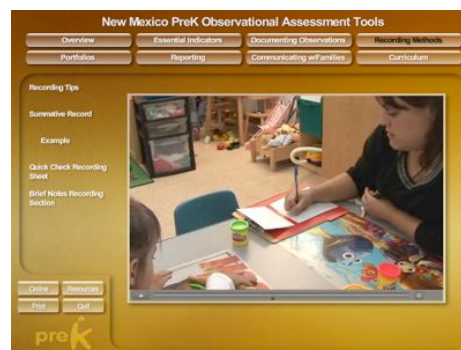 New Mexico PreK Observational Assessment Tools
Overview
Essential Indicators
Documenting Observations
Recording Methods
Portfolios
Reporting
Communicating w/Families
Curriculum
Recording Tips
Summative Record
Example
Quick Check Recording
Sheet
Brief Notes Recording
Section
Online
Resources
Print
Quit
preK